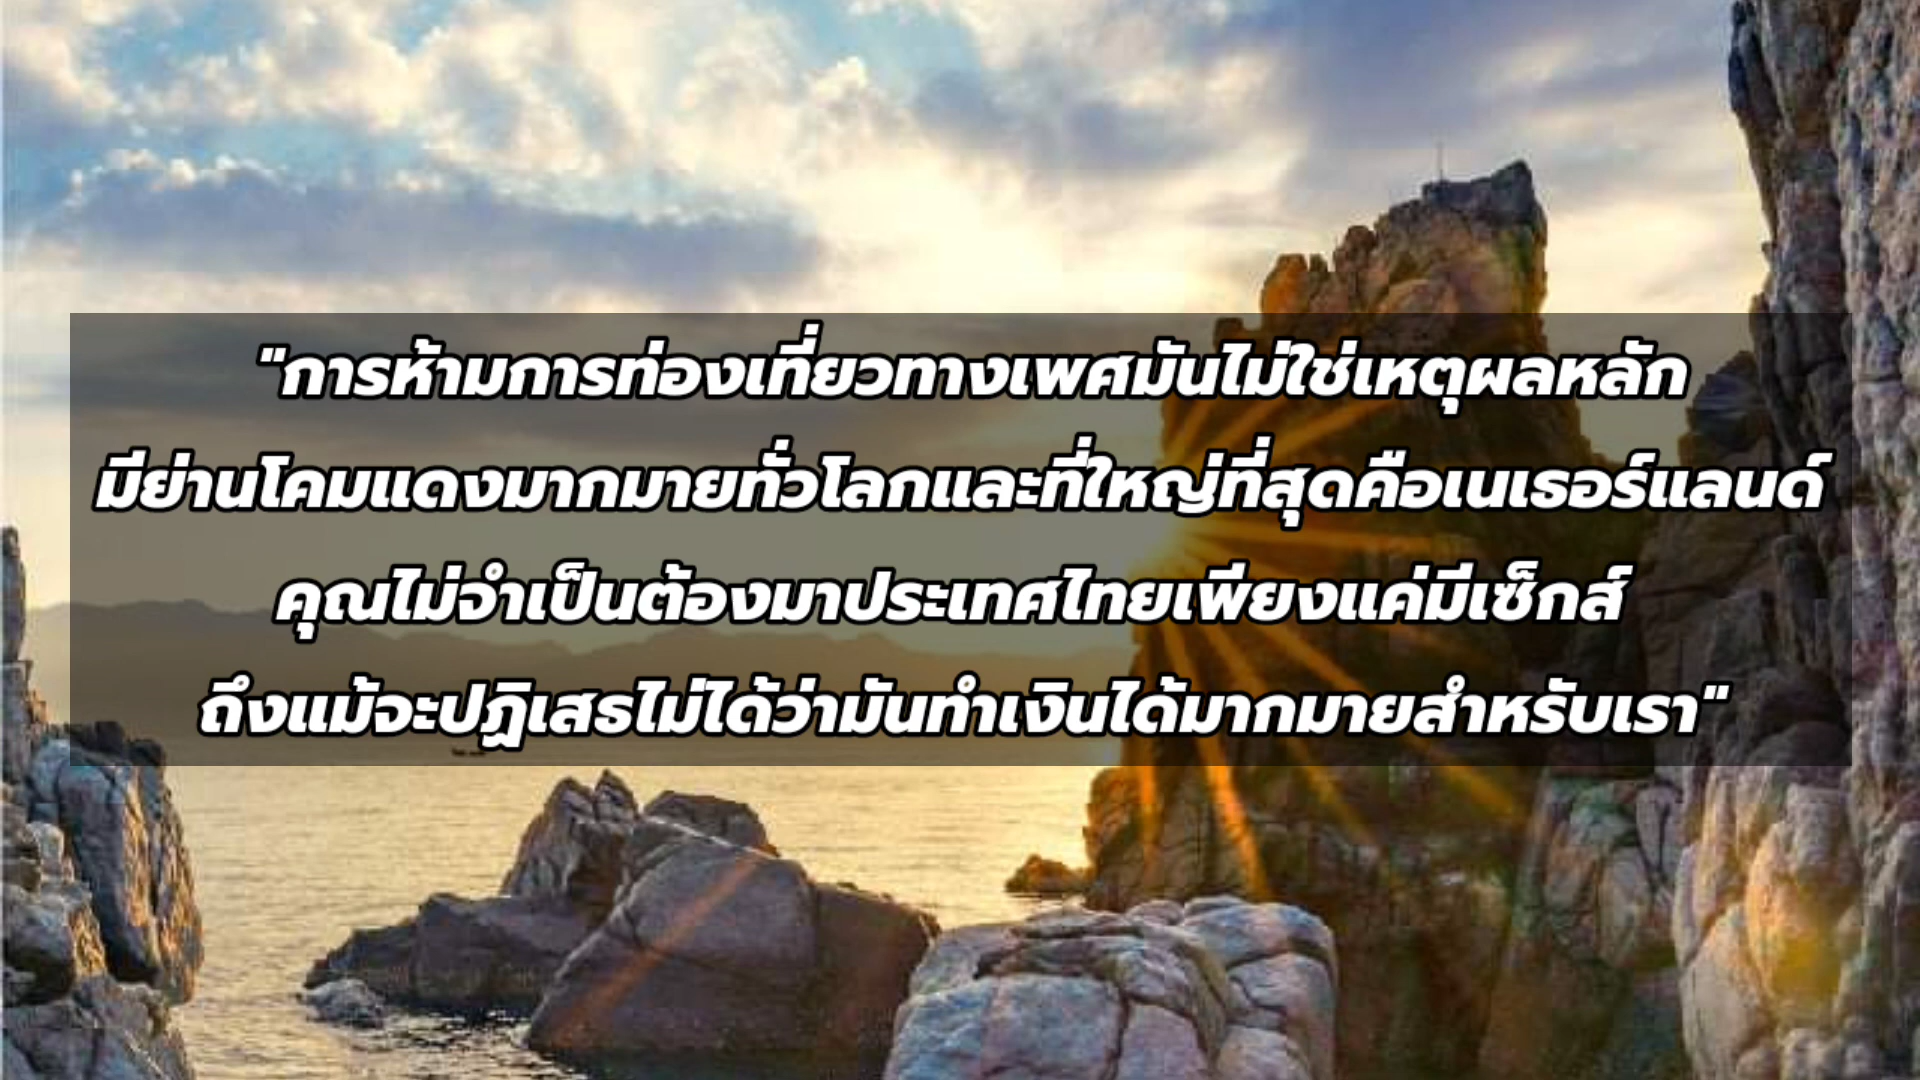 "การห้ามการท่องเที่ยวทางเพศมันไม่ใช่เหตุผลหลัก
มีย่านโคมแดงมากมายทั่วโลกและที่ใหญ่ที่สุดคือเนเธอร์แลนด์
คุณไม่จำเป็นต้องมาประเทศไทยเพียงแค่มีเซ็กส์
ถึงแม้จะปฏิเสธไม่ได้ว่ามันทำเงินได้มากมายสำหรับเรา"